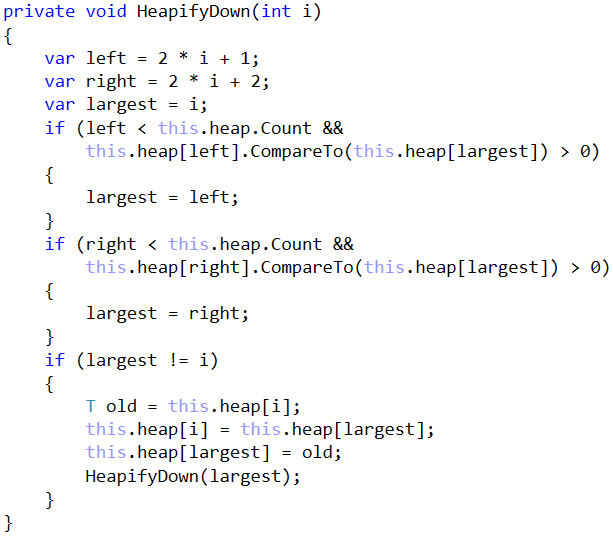 private void HeapifyDown(int i)
{
    var left = 2 * i + 1;
    var right = 2 * i + 2;
    var largest = i;
    if (left < this.heap.Count &&
        this.heap[left].CompareTo(this.heap[largest]) > 0)
    {
        largest = left;
    }
    if (right < this.heap.Count &&
        this.heap[right].CompareTo(this.heap[largest]) > 0)
    {
        largest = right;
    }
    if (largest != i)
    {
        T old = this.heap[i];
        this.heap[i] = this.heap[largest];
        this.heap[largest] = old;
        HeapifyDown(largest);
    }
}